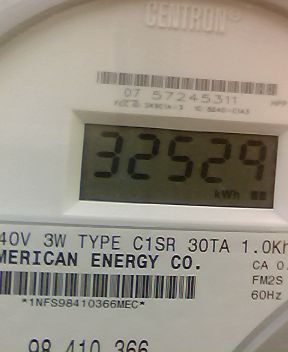 CENTRON®
07 57245311
32529
kWh
40V 3W TYPE C1SR 30TA 1.0Kh
MERICAN ENERGY CO. CA 0.
FM2S
*1NFS98410366MEC* 60Hz
98 410 366